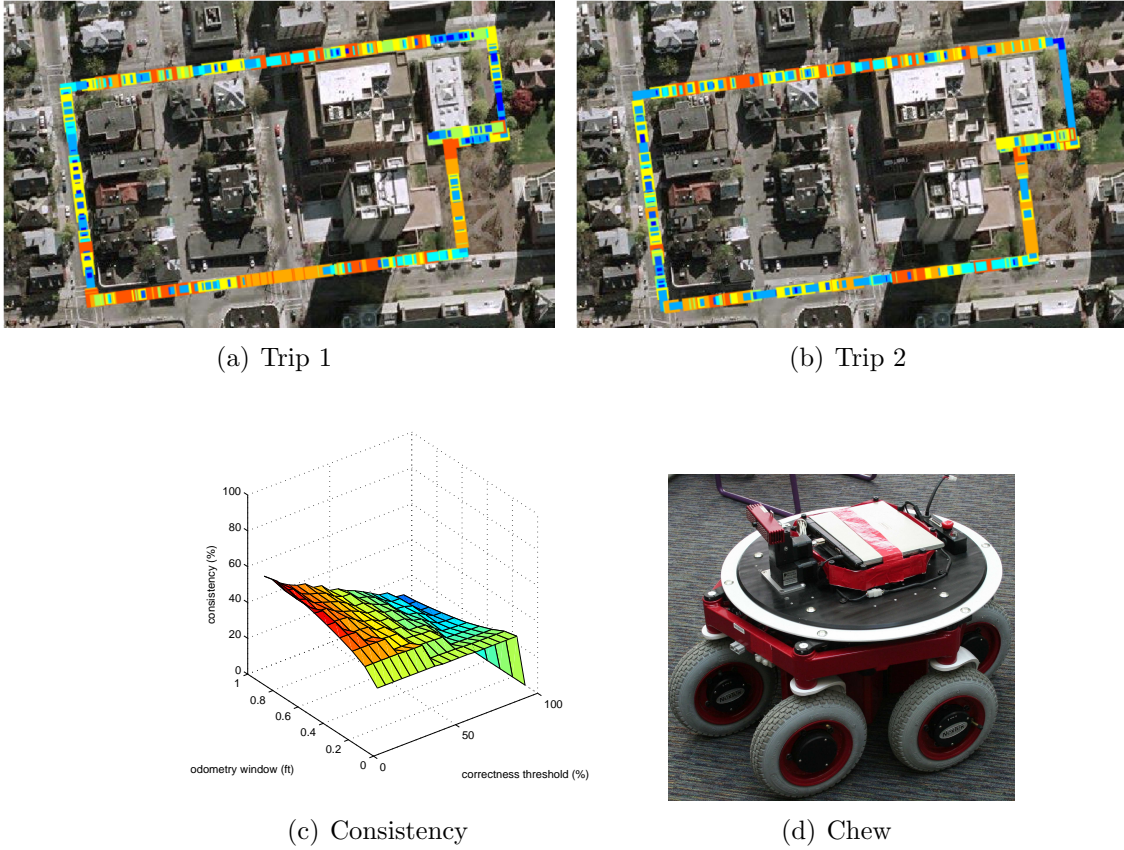 (a) Trip 1
(b) Trip 2
100
80
60
40
20
0
consistency (%)
1
0.8
0.6
0.4
0.2
0
odometry window (ft)
0
50
100
correctness threshold (%)
(c) Consistency
(d) Chew